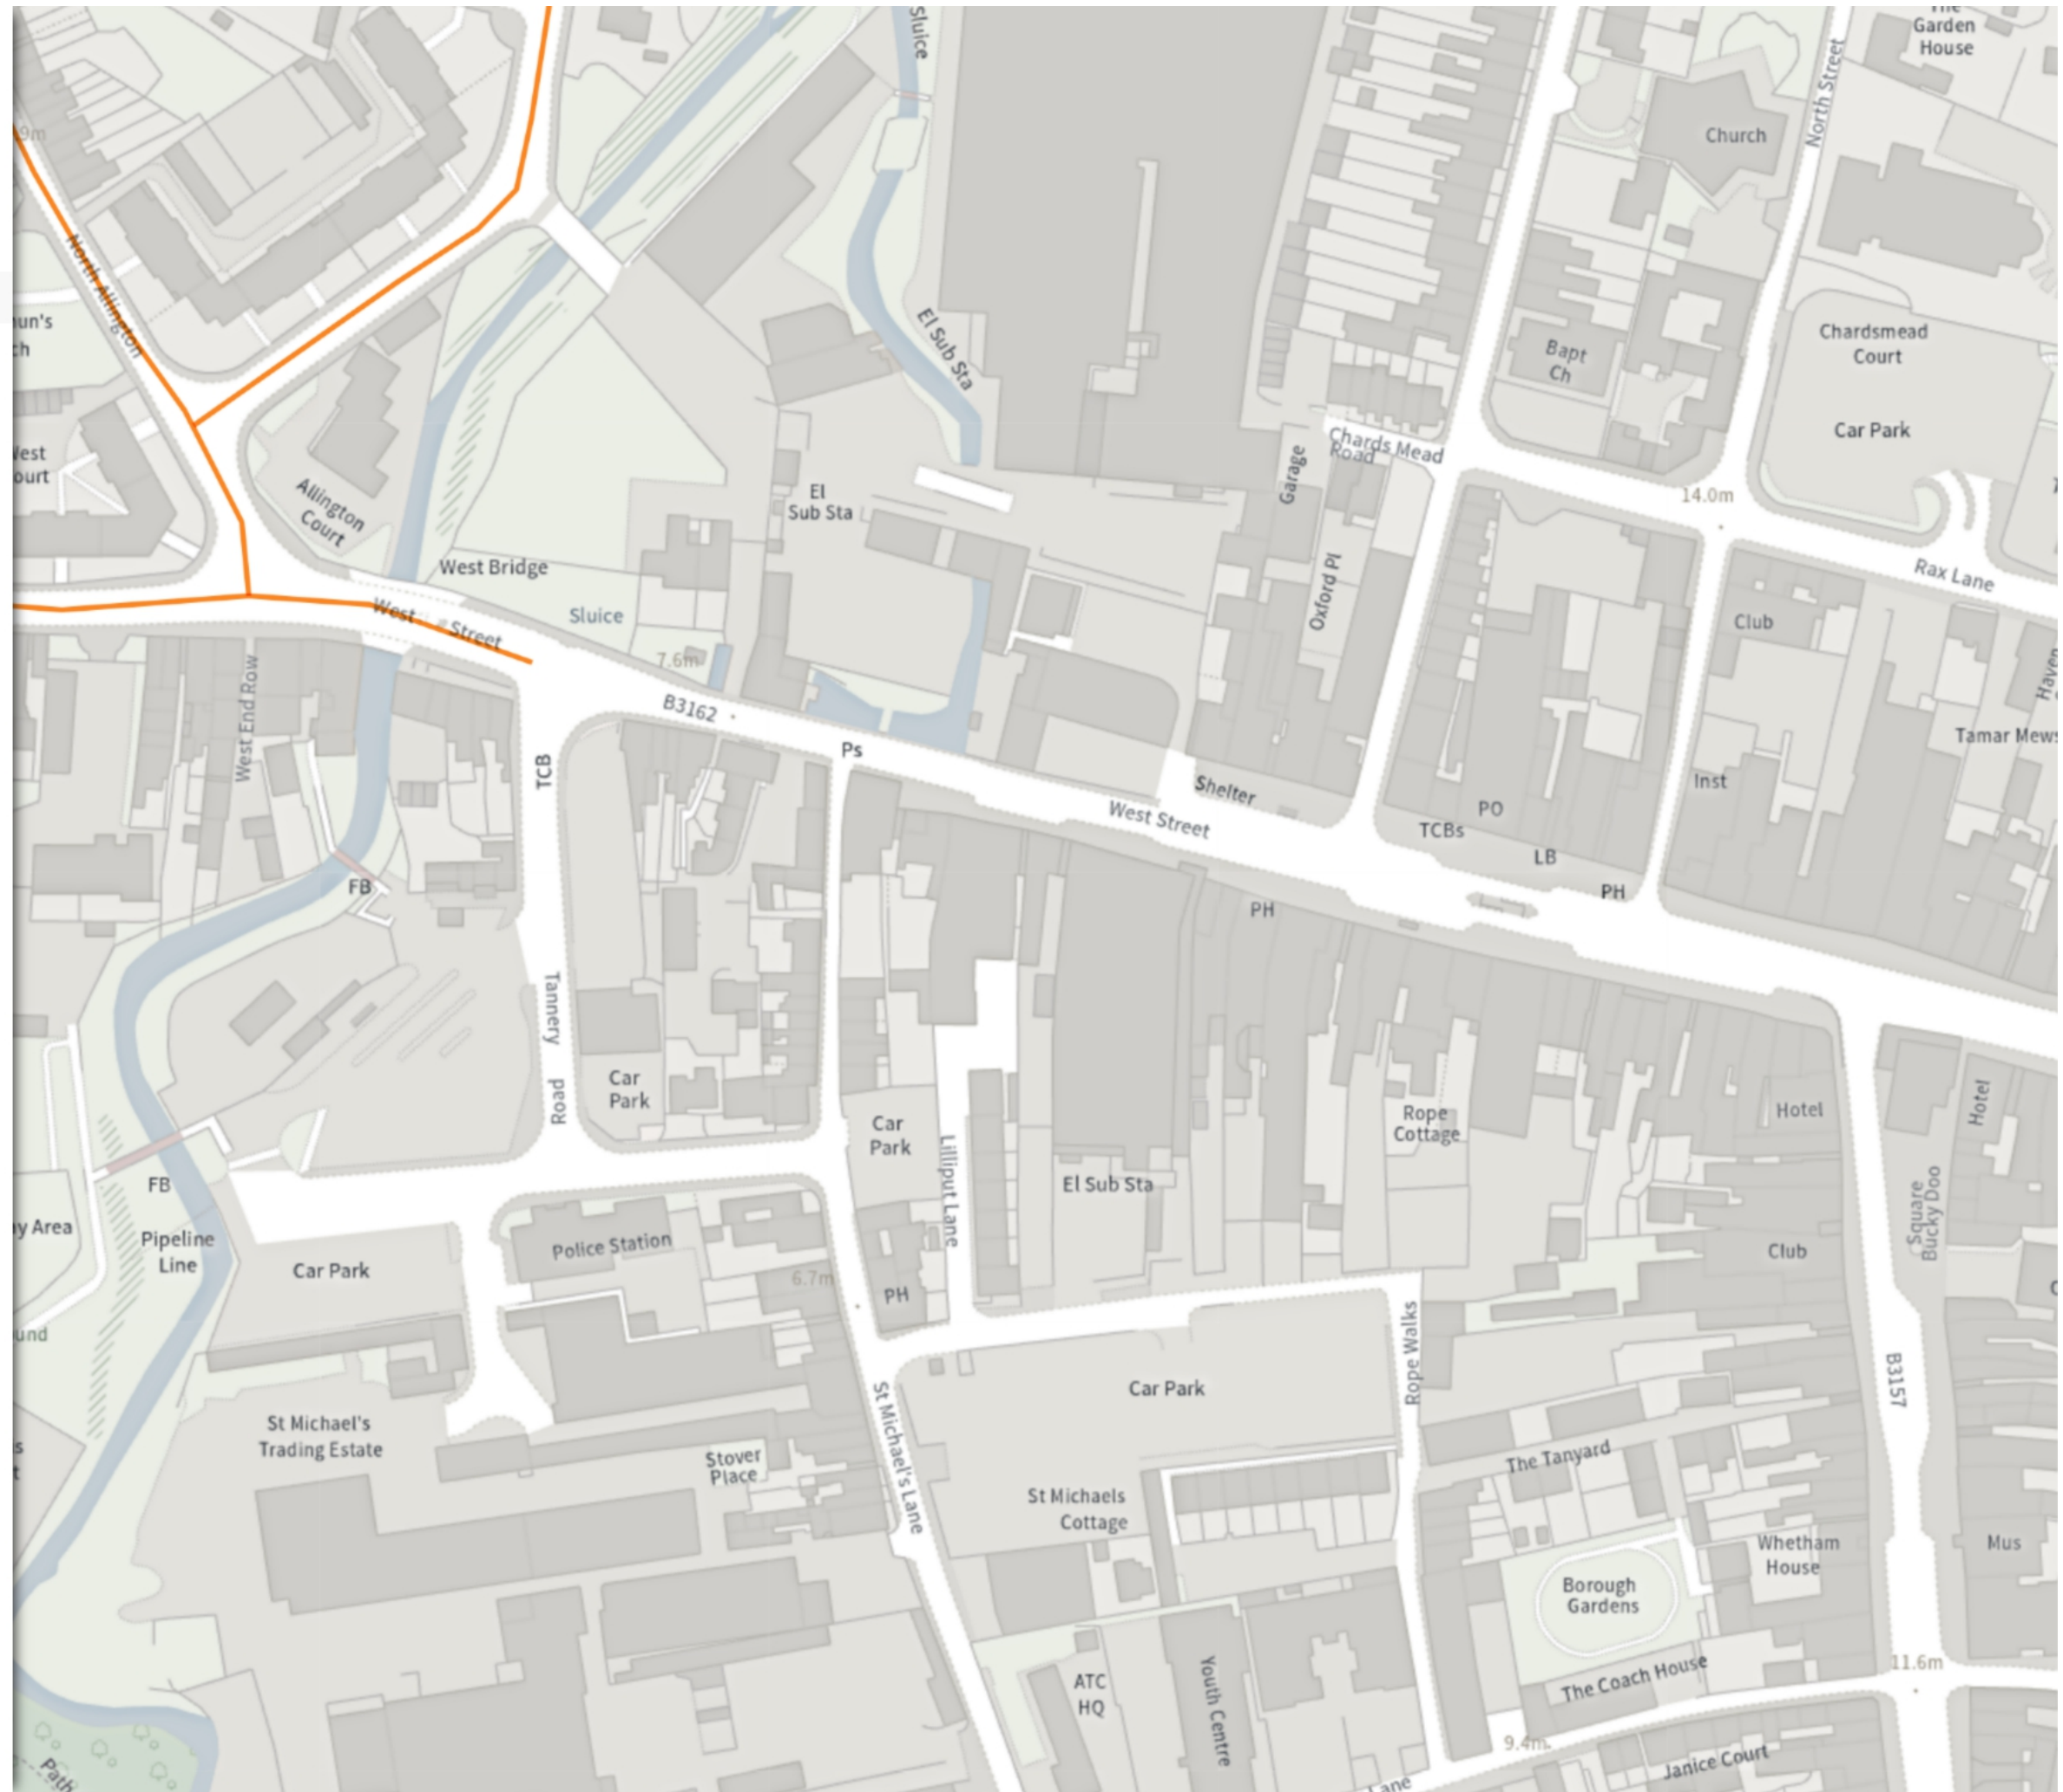 Sluice
The
Garden
House
North Street
Church
9m
North Allington
El Sub Sta
Chardsmead
Court
Bapt
Ch
Car Park
Chards Mead
Road
Garage
El
Sub Sta
14.0m
Allington
Court
Oxford Pl
West Bridge
Rax Lane
Sluice
Club
West
Street
7.6m
West End Row
B3162
Tamar Mews
Ps
TCB
Inst
Shelter
West Street
PO
TCBs
LB
PH
FB
PH
Tannery
Road
Car
Park
Car
Park
Rope
Cottage
Hotel
Hotel
Lilliput Lane
El Sub Sta
FB
Square
Bucky Doo
Pipeline
Line
Police Station
Car Park
Club
6.7m
PH
Rope Walks
B3157
Car Park
St Michael's
Trading Estate
St Michael's Lane
Stover
Place
The Tanyard
St Michaels
Cottage
Whetham
House
Mus
Borough
Gardens
11.6m
ATC
HQ
Youth Centre
The Coach House
9.4m
Janice Court
Lane
Path